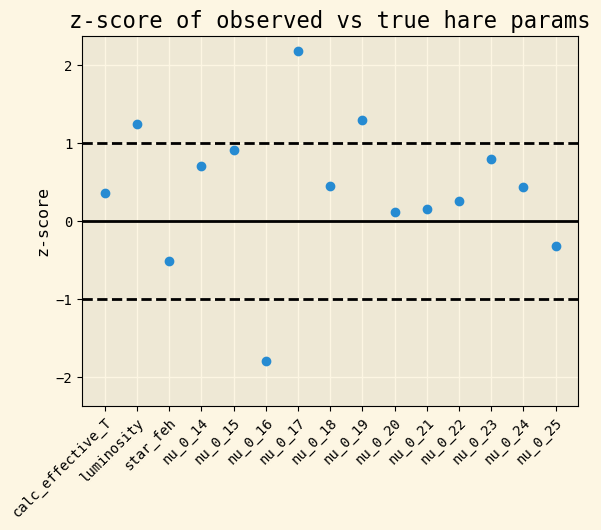 z-score of observed vs true hare params
z-score
2
1
0
−1
−2
calc_effective_T
luminosity
star_feh
nu_0_14
nu_0_15
nu_0_16
nu_0_17
nu_0_18
nu_0_19
nu_0_20
nu_0_21
nu_0_22
nu_0_23
nu_0_24
nu_0_25